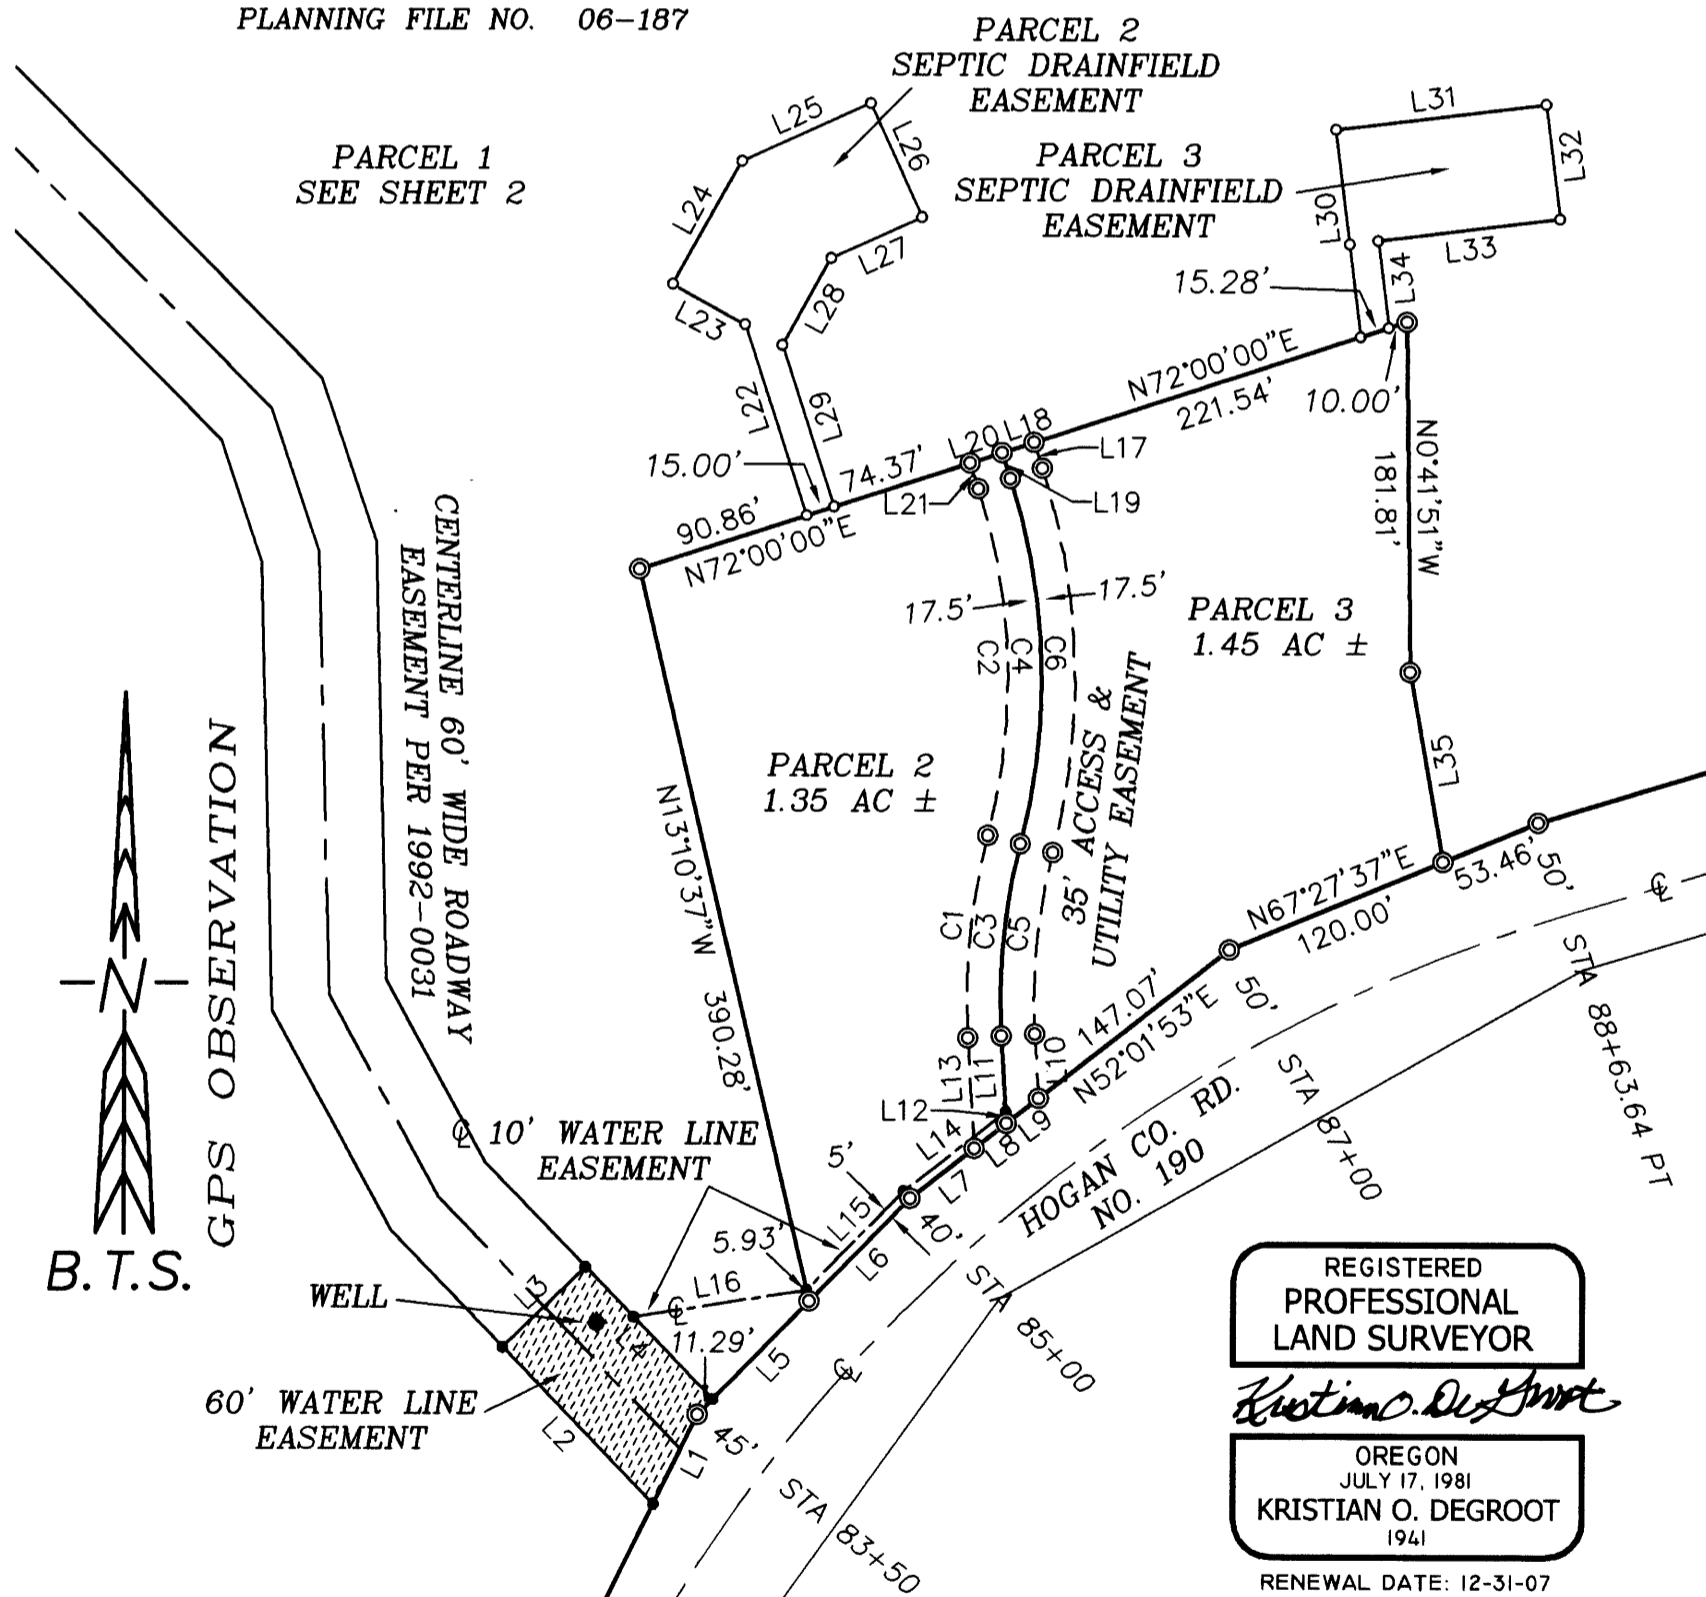 PLANNING FILE NO. 06-187
PARCEL 2
SEPTIC DRAINFIELD
EASEMENT
PARCEL 1
SEE SHEET 2
PARCEL 3
SEPTIC DRAINFIELD
EASEMENT
L25
L26
L24
L27
L23
L28
L22
L29
L31
L32
L30
L33
L34
15.28'
10.00'
N72°00'00"E
221.54'
L20
L18
L17
L19
L21
15.00'
74.37'
90.86'
N72°00'00"E
N0°41'51"W
181.81'
CENTERLINE 60' WIDE ROADWAY
EASEMENT PER 1992-0031
17.5'
17.5'
C2
C4
C6
PARCEL 3
1.45 AC ±
PARCEL 2
1.35 AC ±
35' ACCESS &
UTILITY EASEMENT
L35
N13°10'37"W
390.28'
C1
C3
C5
N67°27'37"E
120.00'
53.46'
50'
50'
℄
147.07'
N52°01'53"E
L10
L11
L13
L12
L14
L9
L8
L7
GPS OBSERVATION
N
B.T.S.
℄ 10' WATER LINE
EASEMENT
5'
L15
5.93'
L16
℄
L6
40'
HOGAN CO. RD.
NO. 190
STA 88+63.64 PT
STA 87+00
STA 85+00
STA 83+50
℄
WELL
L3
L4
11.29'
L5
60' WATER LINE
EASEMENT
L2
L1
45'
REGISTERED
PROFESSIONAL
LAND SURVEYOR
Kristian O. DeGroot
OREGON
JULY 17, 1981
KRISTIAN O. DEGROOT
1941
RENEWAL DATE: 12-31-07